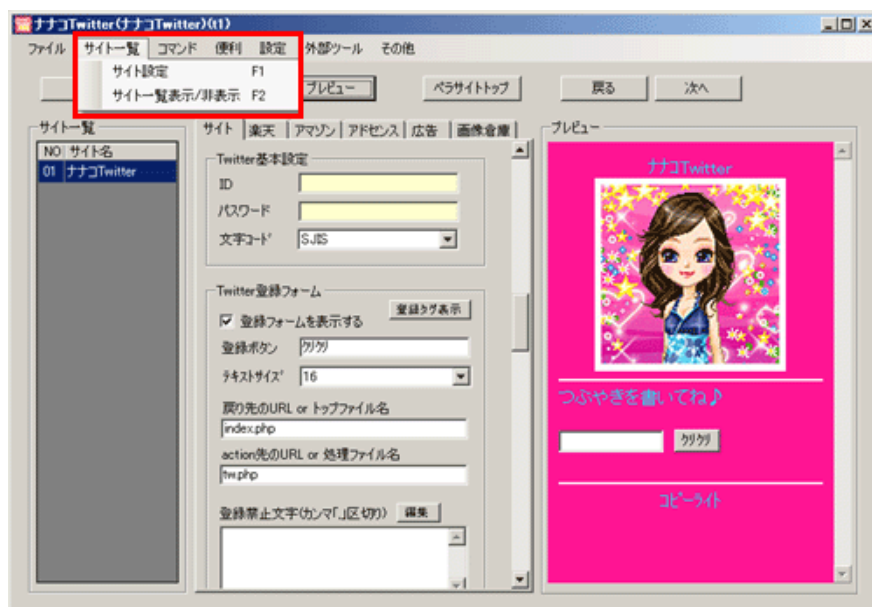 ナナコTwitter(ナナコTwitter)(t1)
ファイル サイト一覧 コマンド 便利 設定 外部ツール その他
サイト設定 F1
サイト一覧表示/非表示 F2
プレビュー ペラサイトトップ 戻る 次へ
サイト一覧
NO サイト名
01 ナナコTwitter
サイト 楽天 アマゾン アドセンス 広告 画像倉庫
Twitter基本設定
ID
パスワード
文字コード SJIS
Twitter登録フォーム
登録タグ表示
登録フォームを表示する
登録ボタン クリクリ
テキストサイズ 16
戻り先のURL or トップファイル名
index.php
action先のURL or 処理ファイル名
tw.php
登録禁止文字(カンマ「,」区切り) 編集
プレビュー
ナナコTwitter
つぶやきを書いてね♪
クリクリ
コピーライト